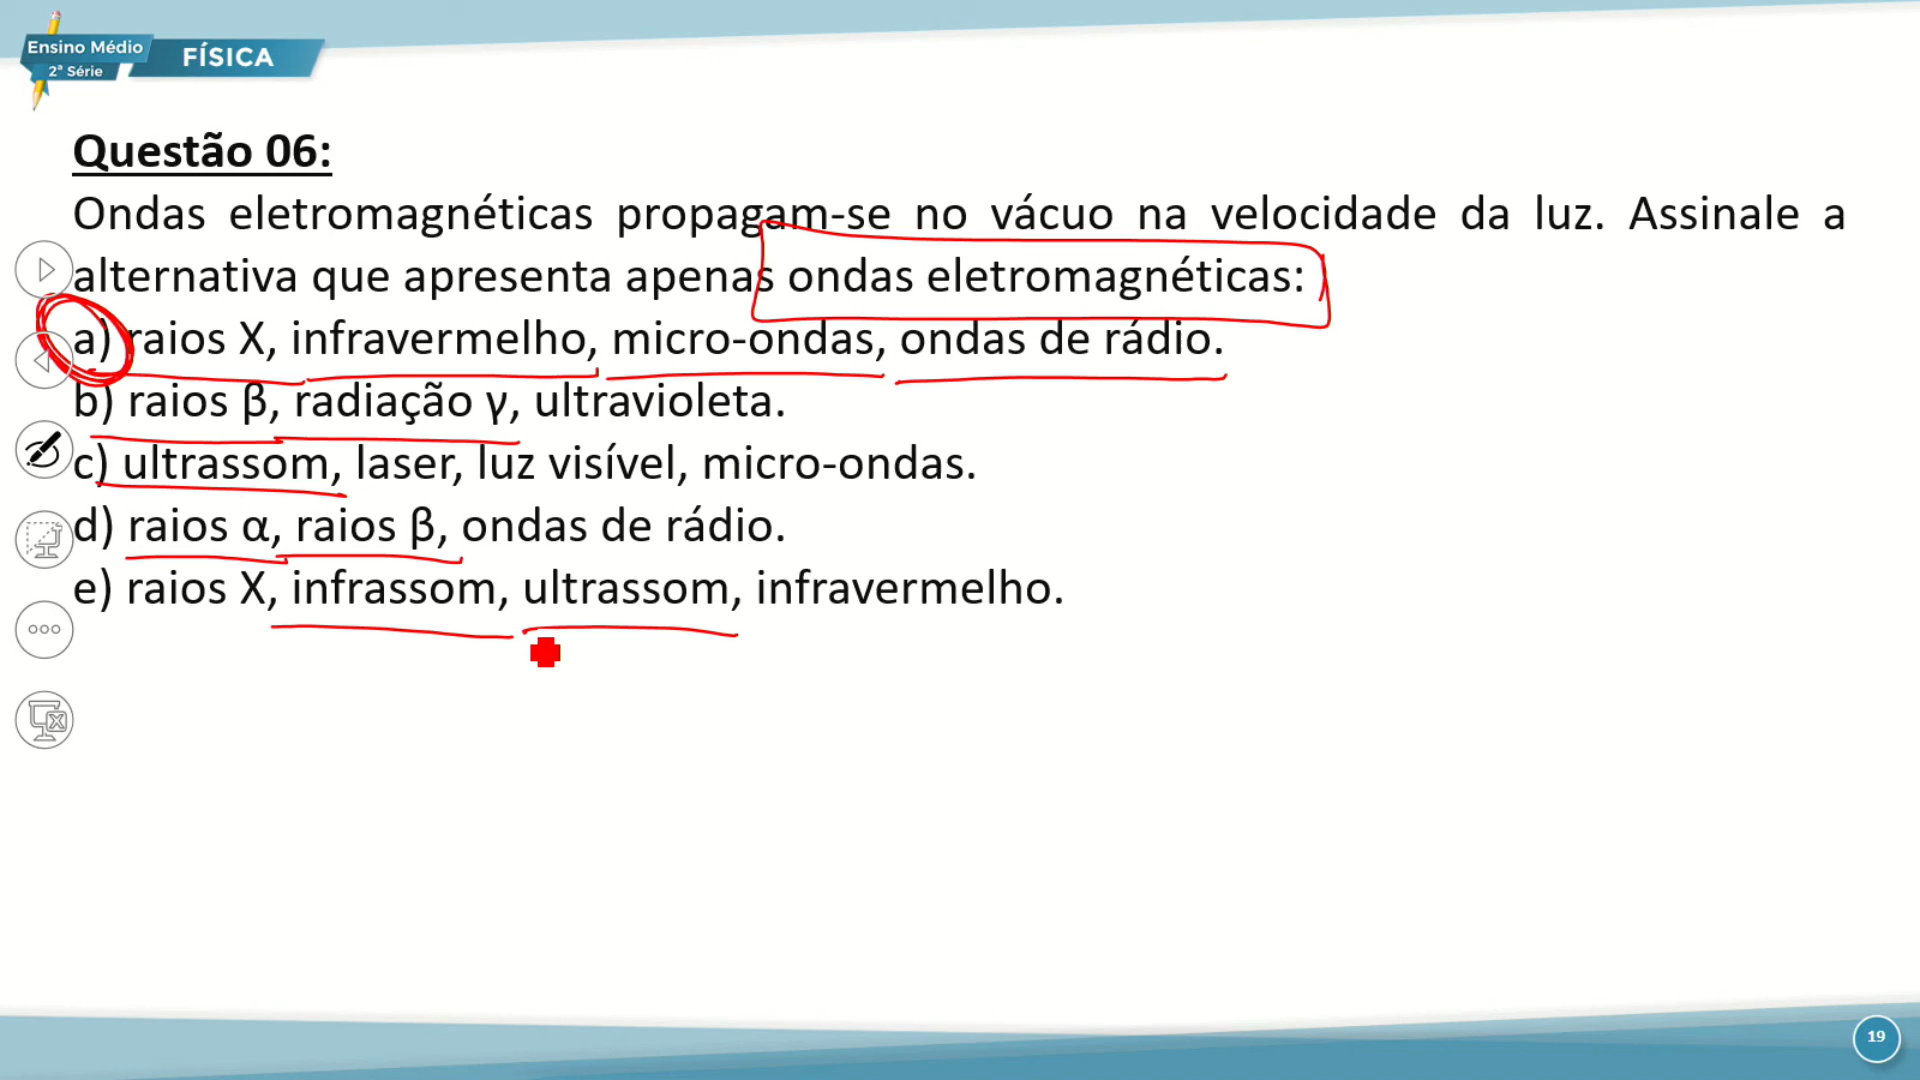 Ensino Médio
2ª Série
FÍSICA
Questão 06:
Ondas eletromagnéticas propagam-se no vácuo na velocidade da luz. Assinale a
alternativa que apresenta apenas ondas eletromagnéticas:
a) raios X, infravermelho, micro-ondas, ondas de rádio.
b) raios β, radiação γ, ultravioleta.
c) ultrassom, laser, luz visível, micro-ondas.
d) raios α, raios β, ondas de rádio.
e) raios X, infrassom, ultrassom, infravermelho.
19